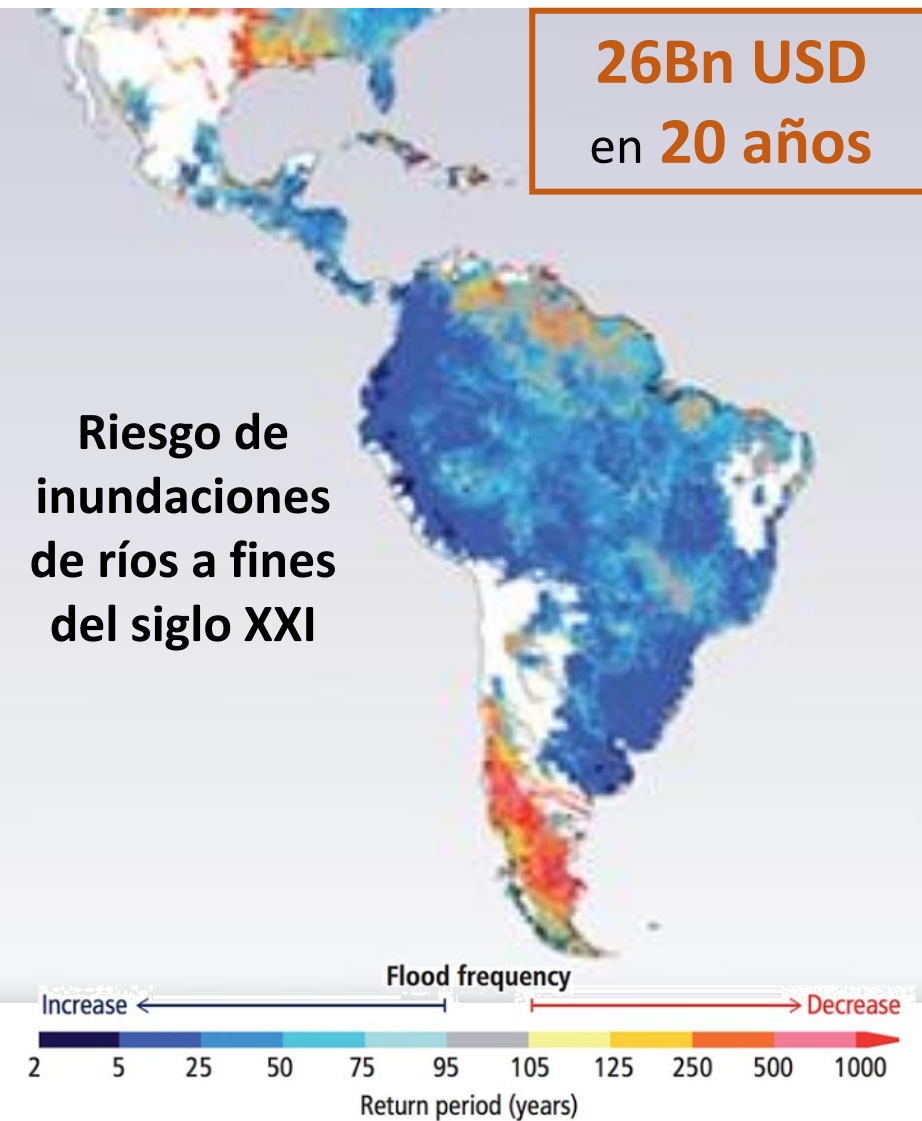 26Bn USD
en 20 años
Riesgo de
inundaciones
de ríos a fines
del siglo XXI
Flood frequency
Increase
Decrease
2 5 25 50 75 95 105 125 250 500 1000
Return period (years)